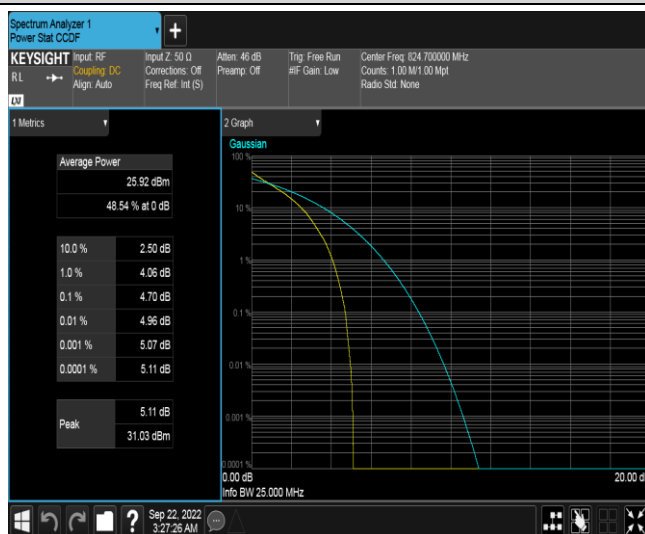 Spectrum Analyzer 1
Power Stat CCDF
+
KEYSIGHT Input: RF Input Z: 50 Ω Atten: 46 dB Trig: Free Run Center Freq: 824.700000 MHz
RL Coupling: DC Corrections: Off Preamp: Off #IF Gain: Low Counts: 1.00 M/1.00 Mpt
Align: Auto Freq Ref: Int (S) Radio Std: None
LXI
1 Metrics
Average Power
25.92 dBm
48.54 % at 0 dB
10.0 % 2.50 dB
1.0 % 4.06 dB
0.1 % 4.70 dB
0.01 % 4.96 dB
0.001 % 5.07 dB
0.0001 % 5.11 dB
Peak
5.11 dB
31.03 dBm
2 Graph
Gaussian
100 %
10 %
1 %
0.1 %
0.01 %
0.001 %
0.0001 %
0.00 dB 20.00 d
Info BW 25.000 MHz
? Sep 22, 2022
3:27:26 AM